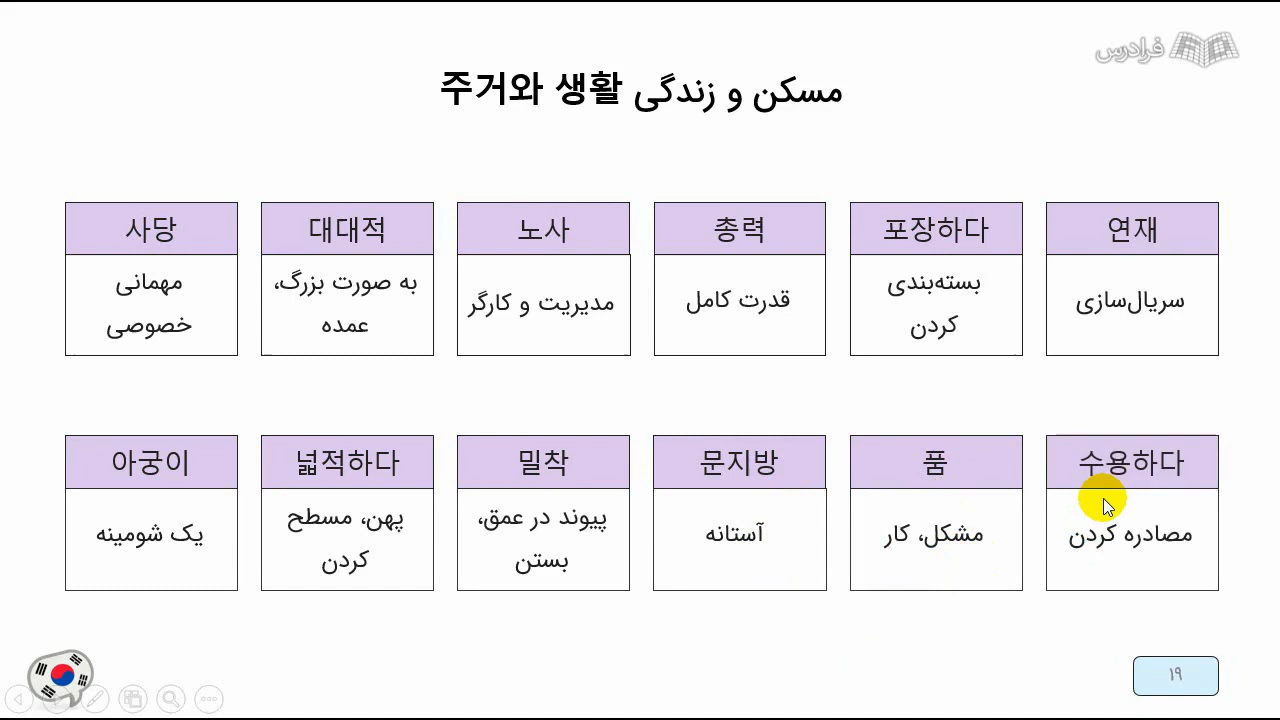 فرادرس
مسکن و زندگی 주거와 생활
연재
سریال‌سازی
포장하다
بسته‌بندی
کردن
총력
قدرت کامل
노사
مدیریت و کارگر
대대적
به صورت بزرگ،
عمده
사당
مهمانی
خصوصی
수용하다
مصادره کردن
품
مشکل، کار
문지방
آستانه
밀착
پیوند در عمق،
بستن
넓적하다
پهن، مسطح
کردن
아궁이
یک شومینه
۱۹